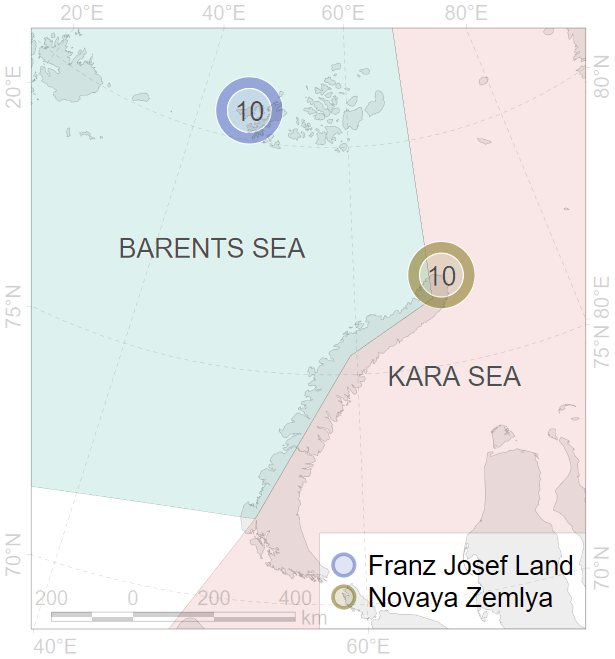 20°E 40°E 60°E 80°E
20°E
80°N
10
BARENTS SEA
10
75°N
80°E
75°N
KARA SEA
70°N
70°N
Franz Josef Land
Novaya Zemlya
200 0 200 400
km
40°E 60°E